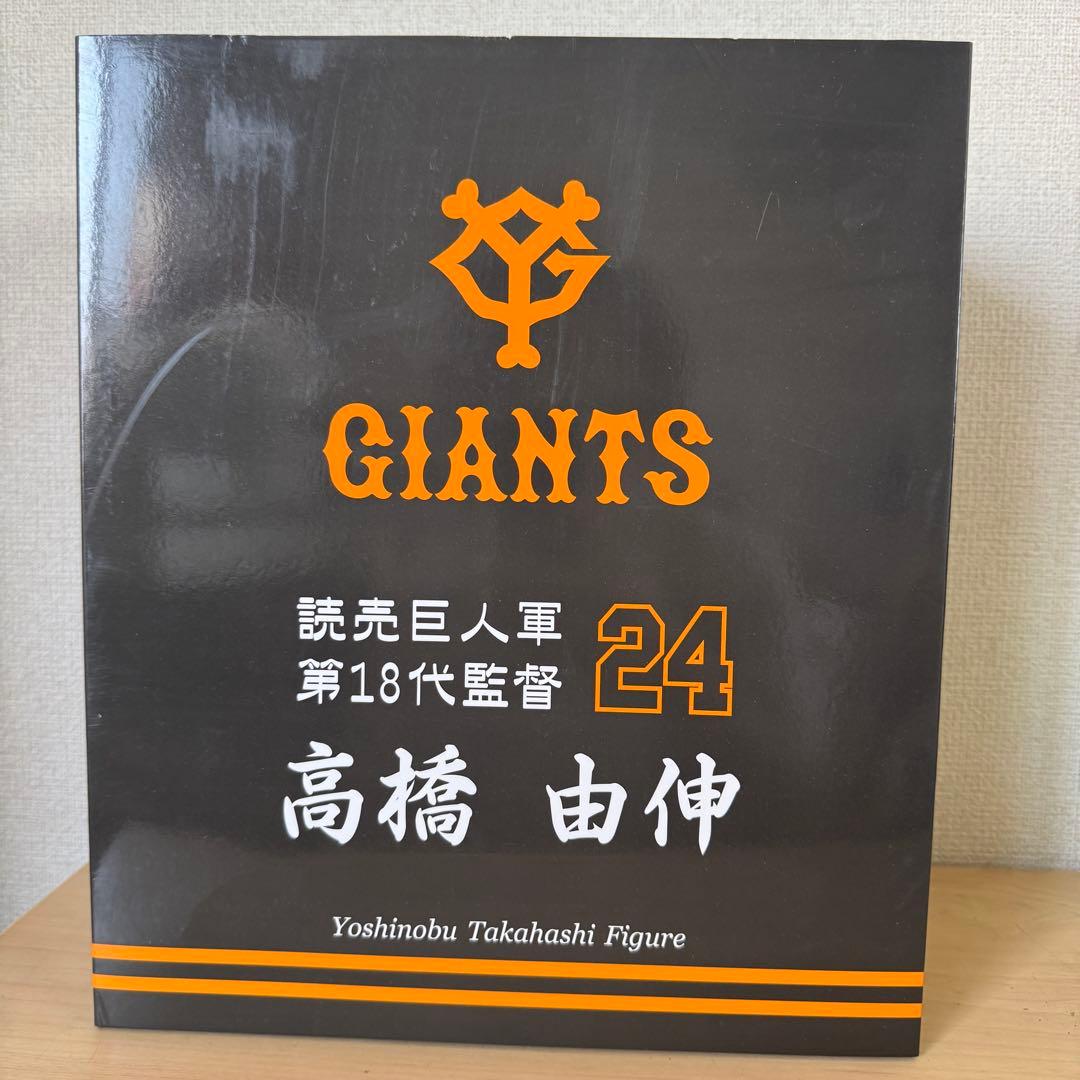 YG
GIANTS
読売巨人軍
第18代監督
24
高橋 由伸
Yoshinobu Takahashi Figure